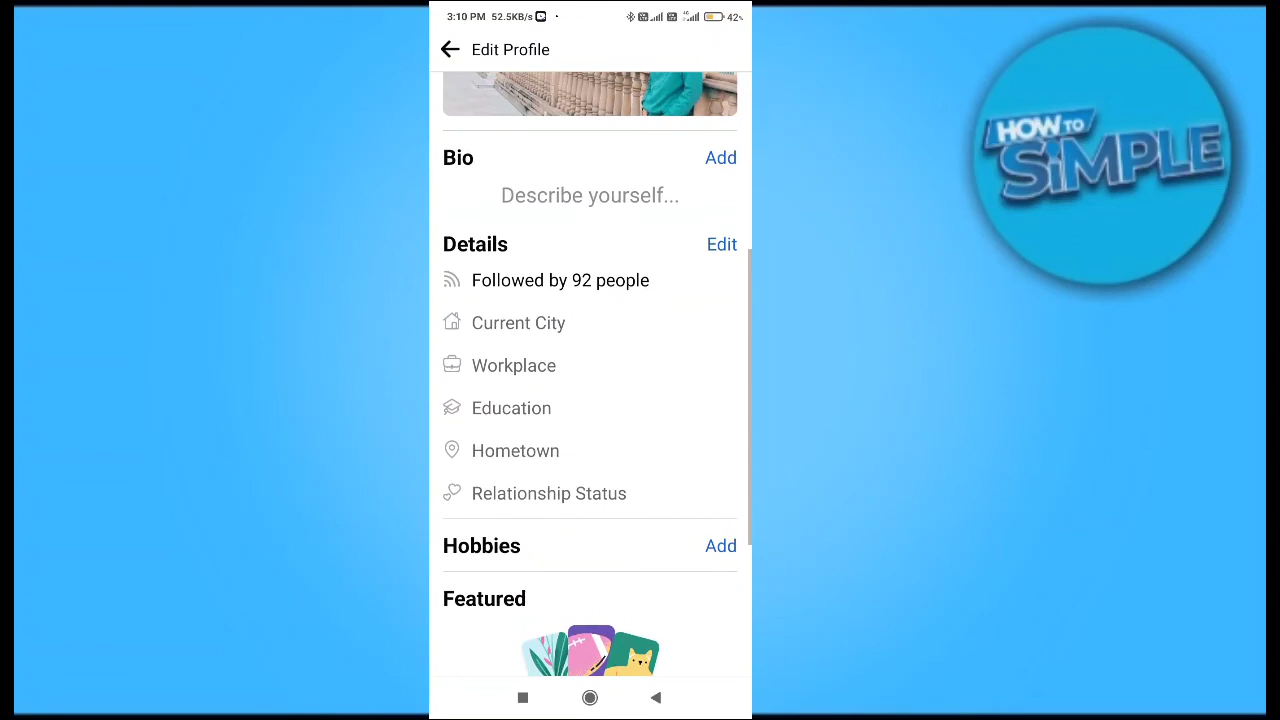 3:10 PM 52.5KB/s
42%
Edit Profile
HOW TO
SIMPLE
Bio
Add
Describe yourself...
Details
Edit
Followed by 92 people
Current City
Workplace
Education
Hometown
Relationship Status
Hobbies
Add
Featured